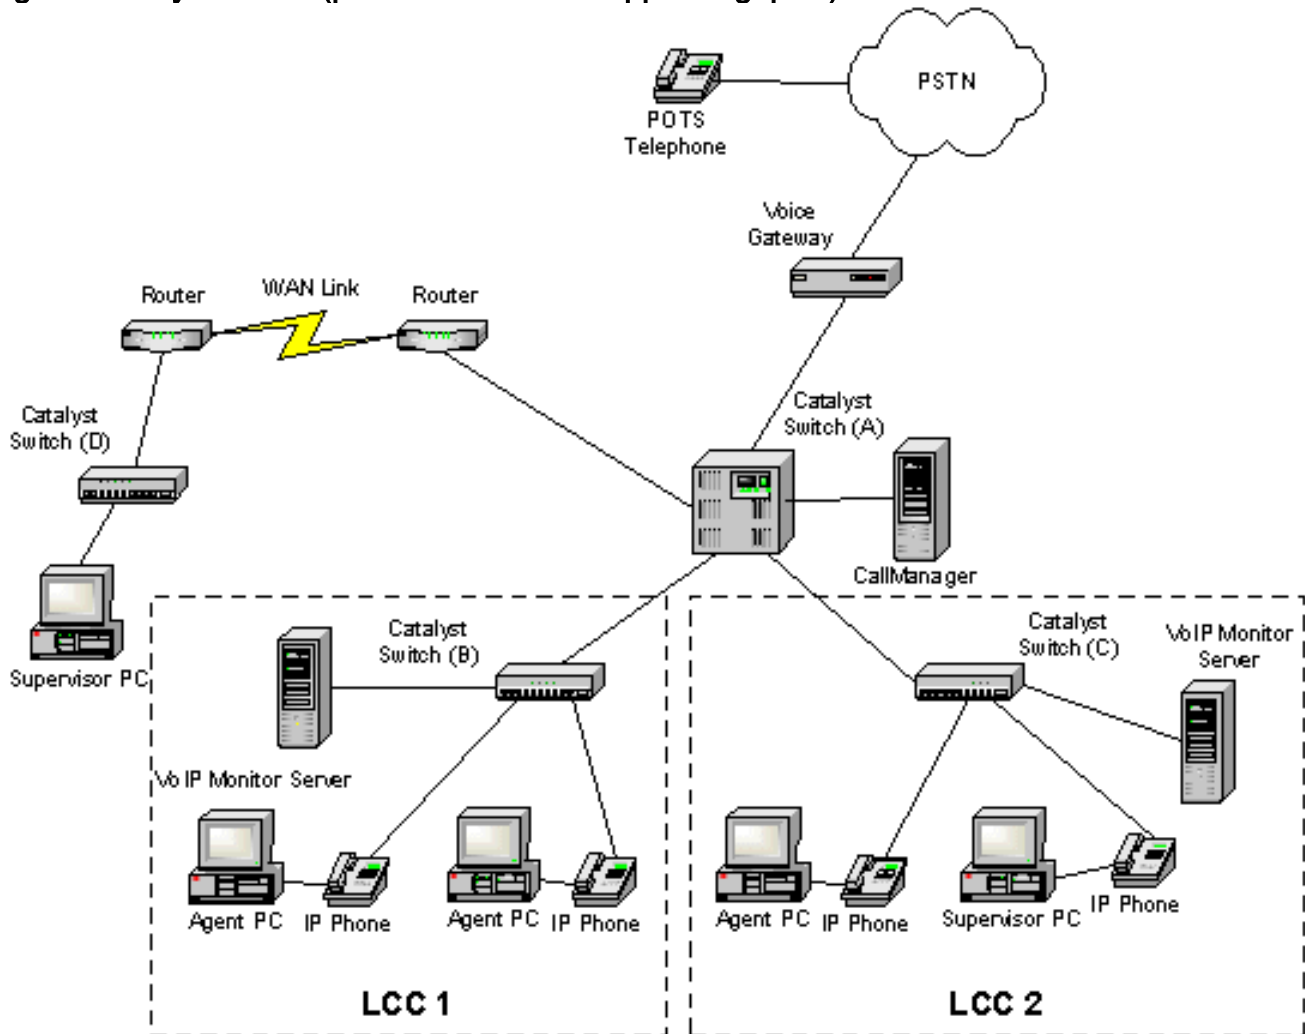 PSTN
POTS
Telephone
Voice
Gateway
Router
WAN Link
Router
Catalyst
Switch (D)
Catalyst
Switch (A)
CallManager
Supervisor PC
Catalyst
Switch (B)
VoIP Monitor Server
Agent PC
IP Phone
Agent PC
IP Phone
LCC 1
Catalyst
Switch (C)
VoIP Monitor
Server
Agent PC
IP Phone
Supervisor PC
IP Phone
LCC 2